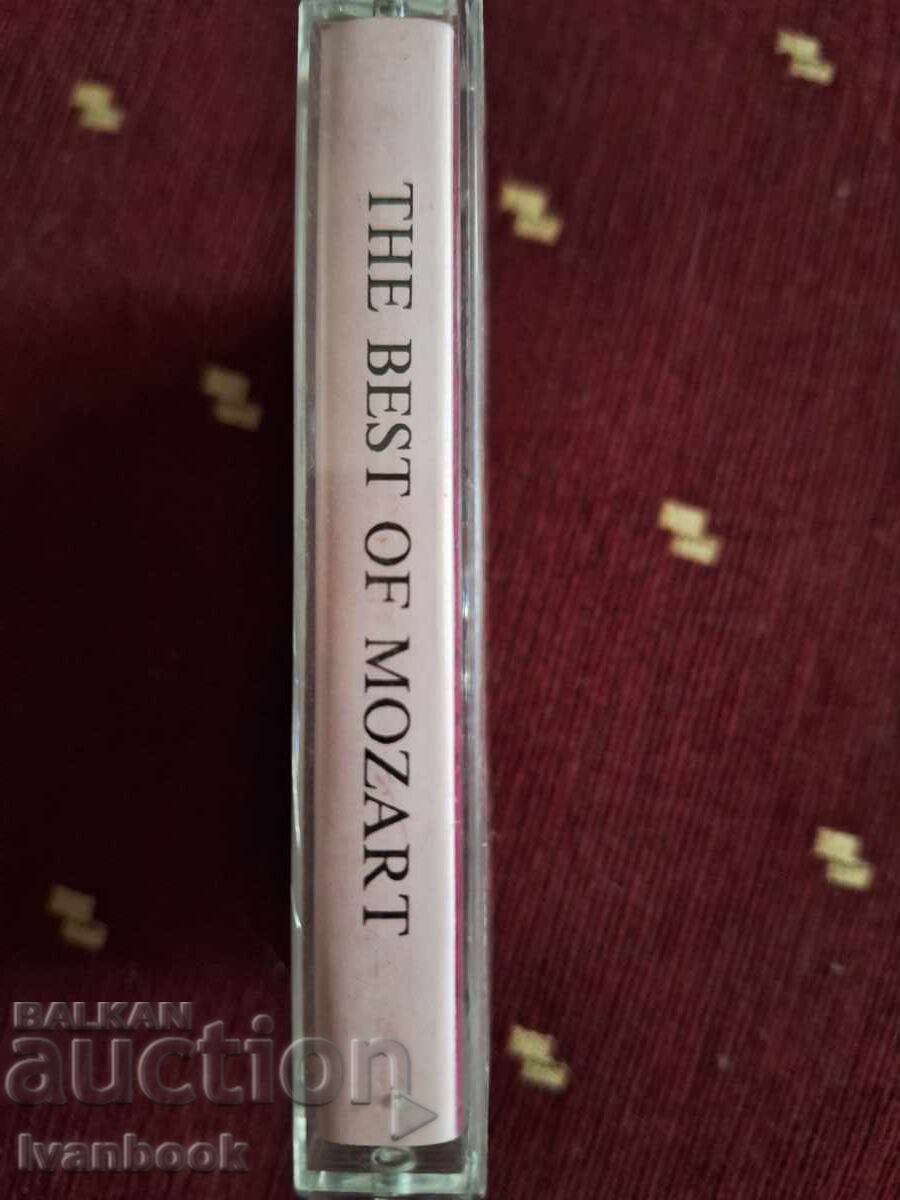 THE BEST OF MOZART
BALKAN
auction
Ivanbook